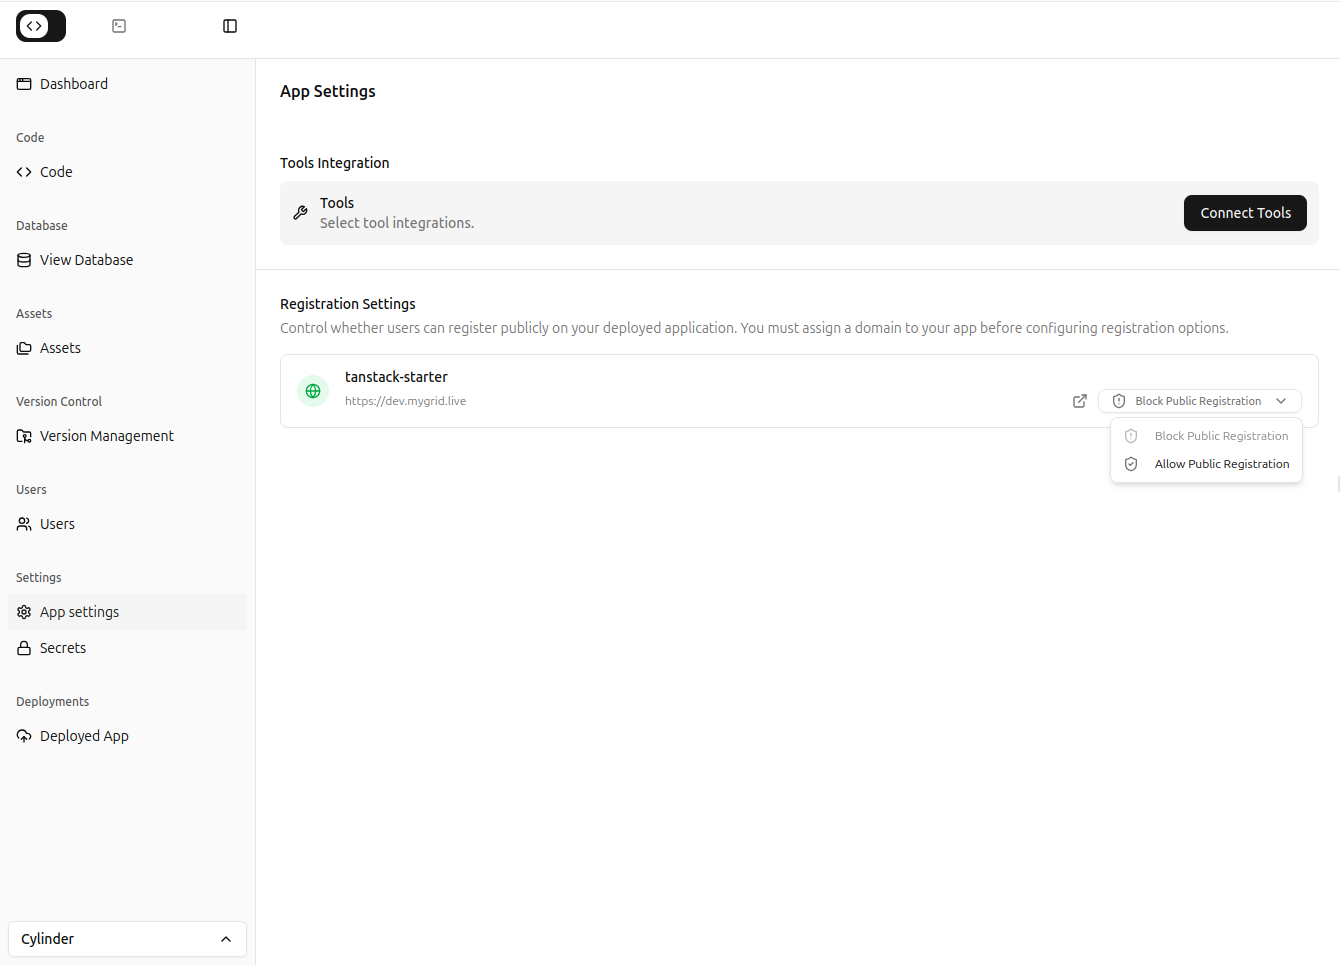 Dashboard
Code
Code
Database
View Database
Assets
Assets
Version Control
Version Management
Users
Users
Settings
App settings
Secrets
Deployments
Deployed App
Cylinder
App Settings
Tools Integration
Tools
Select tool integrations.
Connect Tools
Registration Settings
Control whether users can register publicly on your deployed application. You must assign a domain to your app before configuring registration options.
tanstack-starter
https://dev.mygrid.live
Block Public Registration
Block Public Registration
Allow Public Registration